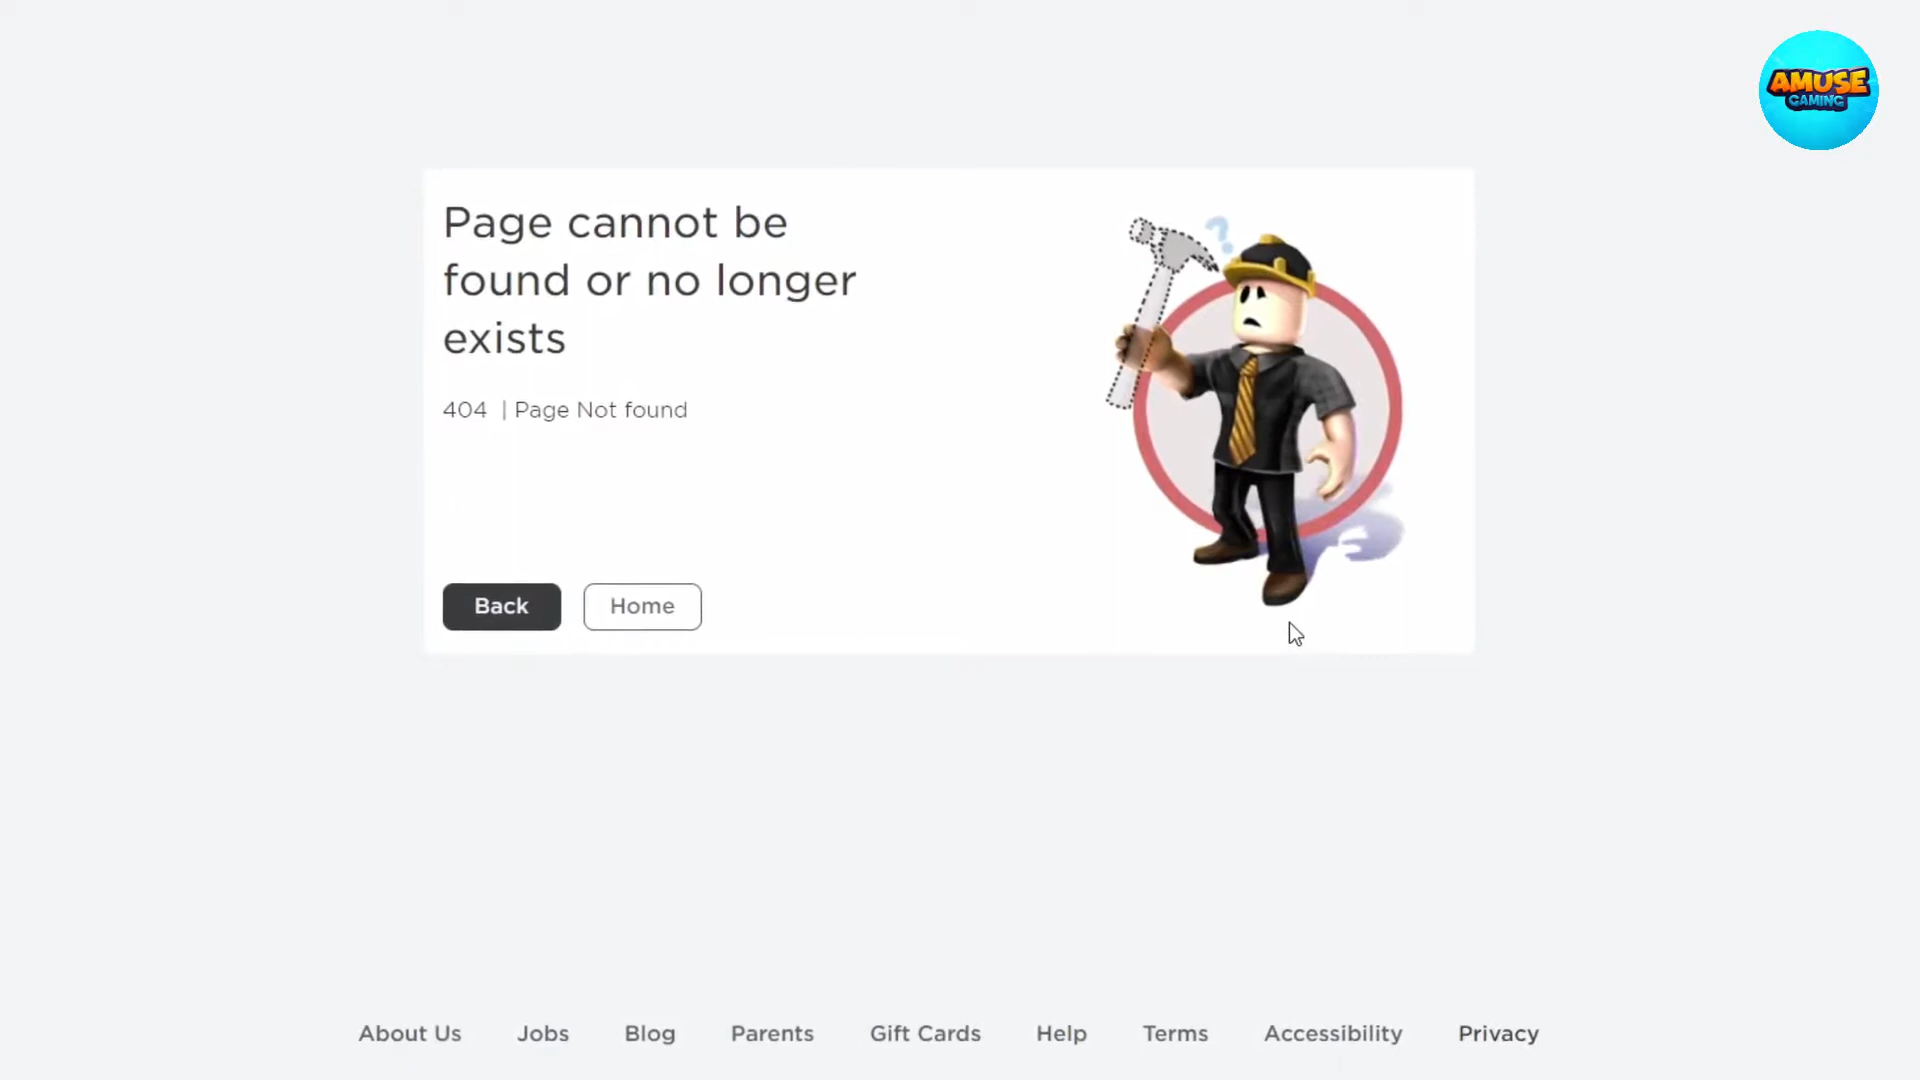 AMUSE
GAMING
Page cannot be
found or no longer
exists
404 | Page Not found
Back Home
About Us Jobs Blog Parents Gift Cards Help Terms Accessibility Privacy